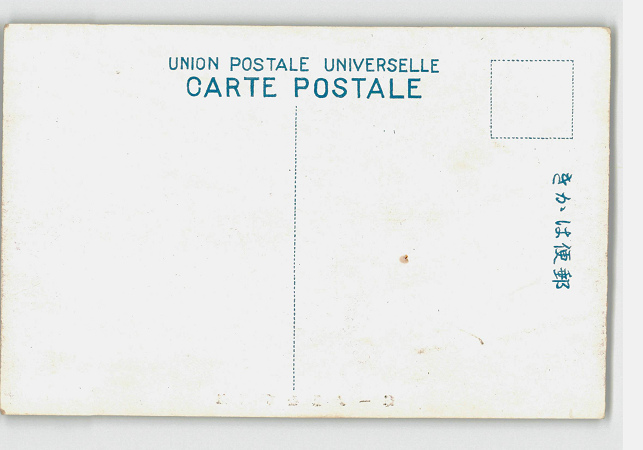 UNION POSTALE UNIVERSELLE
CARTE POSTALE
きかは便郵